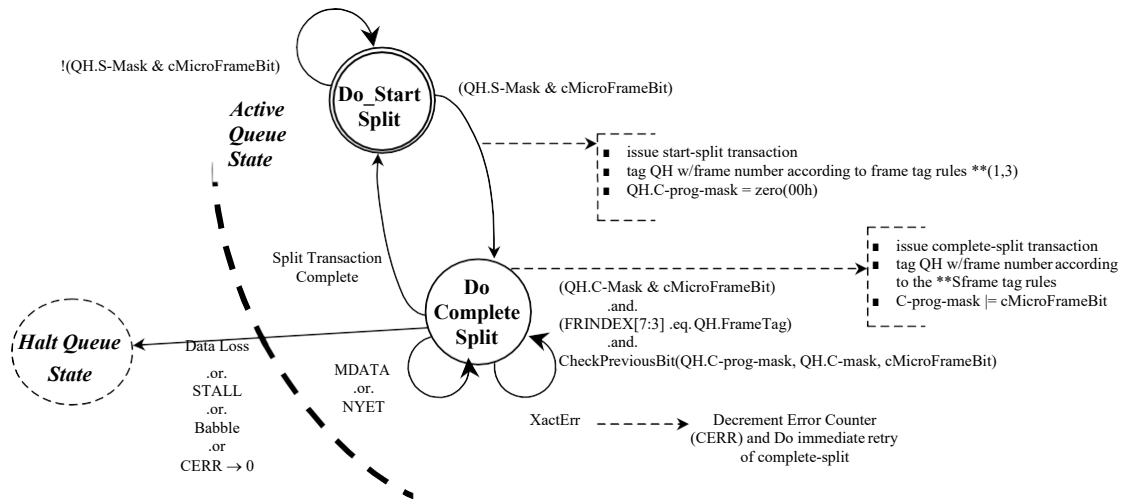 !(QH.S-Mask & cMicroFrameBit)
Do_Start
Split
(QH.S-Mask & cMicroFrameBit)
Active
Queue
State
▪ issue start-split transaction
▪ tag QH w/frame number according to frame tag rules **(1,3)
▪ QH.C-prog-mask = zero(00h)
Split Transaction
Complete
Do
Complete
Split
▪ issue complete-split transaction
▪ tag QH w/frame number according
to the **Sframe tag rules
▪ C-prog-mask |= cMicroFrameBit
(QH.C-Mask & cMicroFrameBit)
.and.
(FRINDEX[7:3] .eq. QH.FrameTag)
.and.
CheckPreviousBit(QH.C-prog-mask, QH.C-mask, cMicroFrameBit)
Halt Queue
State
Data Loss
.or.
STALL
.or.
Babble
.or
CERR → 0
MDATA
.or.
NYET
XactErr
Decrement Error Counter
(CERR) and Do immediate retry
of complete-split